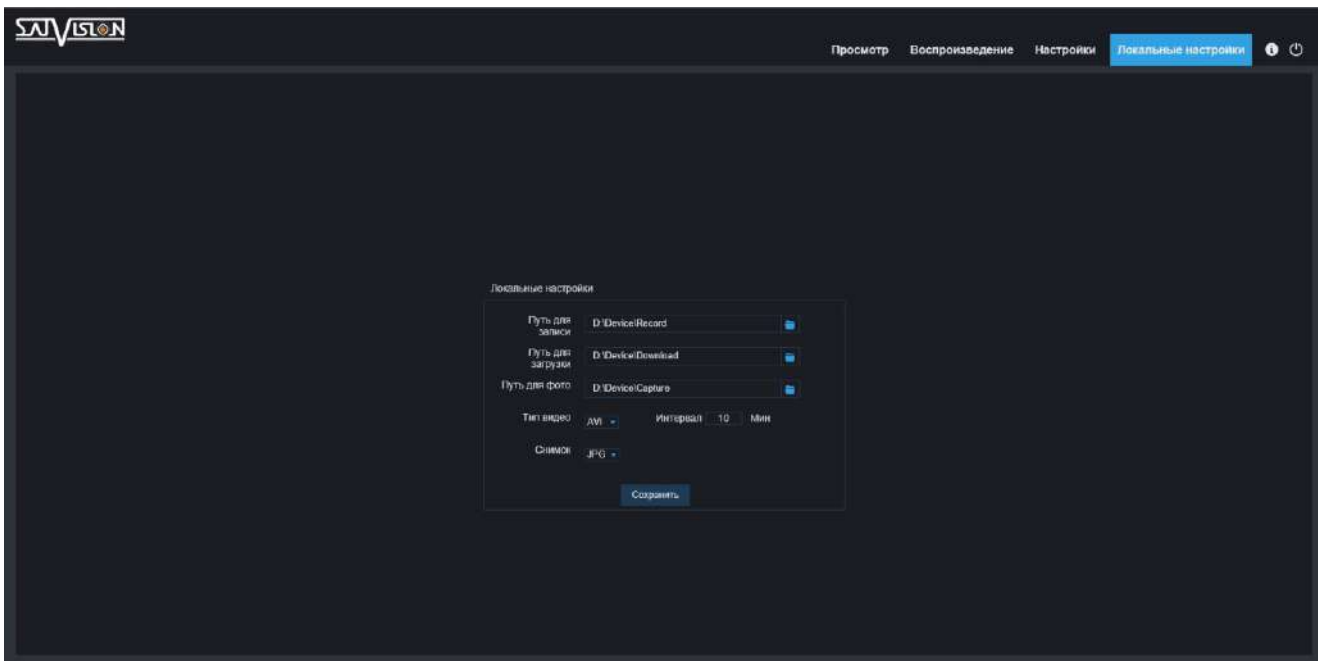 SATVISION
Просмотр Воспроизведение Настройки Локальные настройки
Локальные настройки
Путь для записи D:\Device\Record
Путь для загрузки D:\Device\Download
Путь для фото D:\Device\Capture
Тип видео AVI Интервал 10 Мин
Снимок JPG
Сохранить